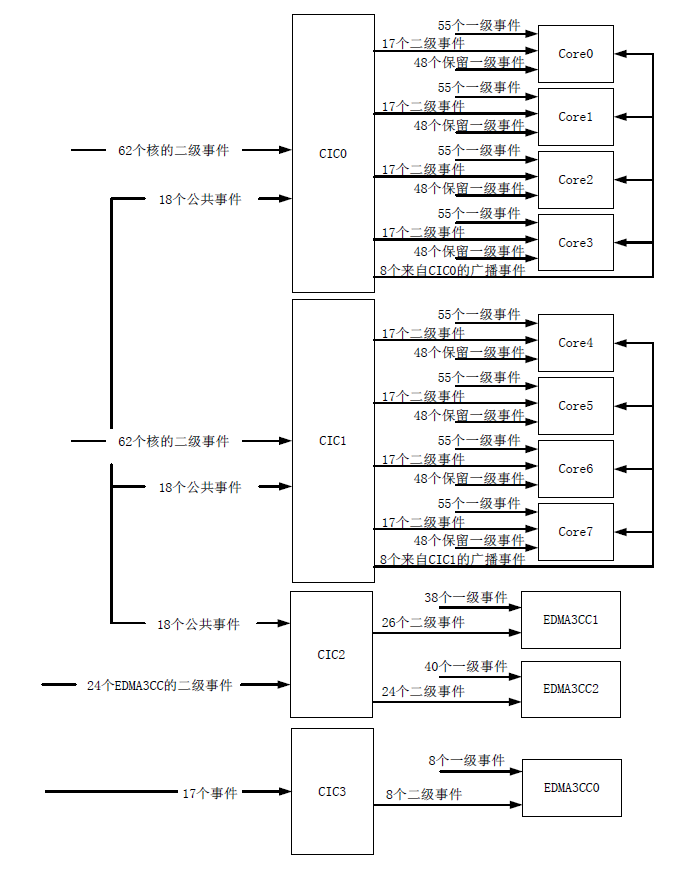 55个一级事件
17个二级事件
48个保留一级事件
Core0
55个一级事件
17个二级事件
48个保留一级事件
Core1
62个核的二级事件
CIC0
55个一级事件
17个二级事件
48个保留一级事件
Core2
18个公共事件
55个一级事件
17个二级事件
48个保留一级事件
Core3
8个来自CIC0的广播事件
55个一级事件
17个二级事件
48个保留一级事件
Core4
55个一级事件
17个二级事件
48个保留一级事件
Core5
62个核的二级事件
CIC1
55个一级事件
17个二级事件
48个保留一级事件
Core6
18个公共事件
55个一级事件
17个二级事件
48个保留一级事件
Core7
8个来自CIC1的广播事件
38个一级事件
18个公共事件
26个二级事件
EDMA3CC1
CIC2
40个一级事件
24个EDMA3CC的二级事件
24个二级事件
EDMA3CC2
8个一级事件
17个事件
CIC3
8个二级事件
EDMA3CC0